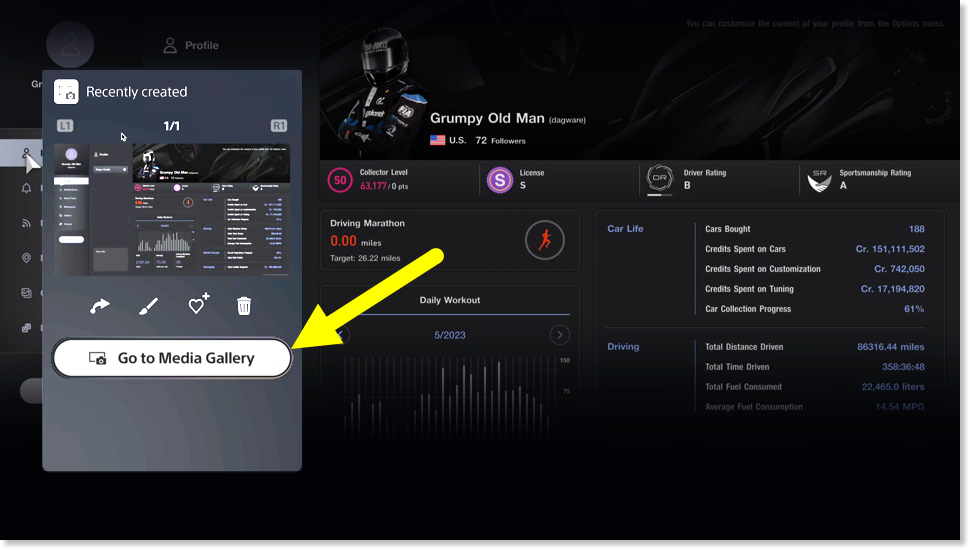 You can customize the content of your profile from the Options menu.
Profile
Gr
Recently created
L1
1/1
R1
Go to Media Gallery
Grumpy Old Man (dagware)
U.S. 72 Followers
50
Collector Level
63,177/0 pts
S
License
S
DR
Driver Rating
B
SR
Sportsmanship Rating
A
Driving Marathon
0.00 miles
Target: 26.22 miles
Daily Workout
5/2023
150
75
Car Life
Cars Bought 188
Credits Spent on Cars Cr. 151,111,502
Credits Spent on Customization Cr. 742,050
Credits Spent on Tuning Cr. 17,194,820
Car Collection Progress 61%
Driving
Total Distance Driven 86316.44 miles
Total Time Driven 358:36:48
Total Fuel Consumed 22,465.0 liters
Average Fuel Consumption 14.54 MPG